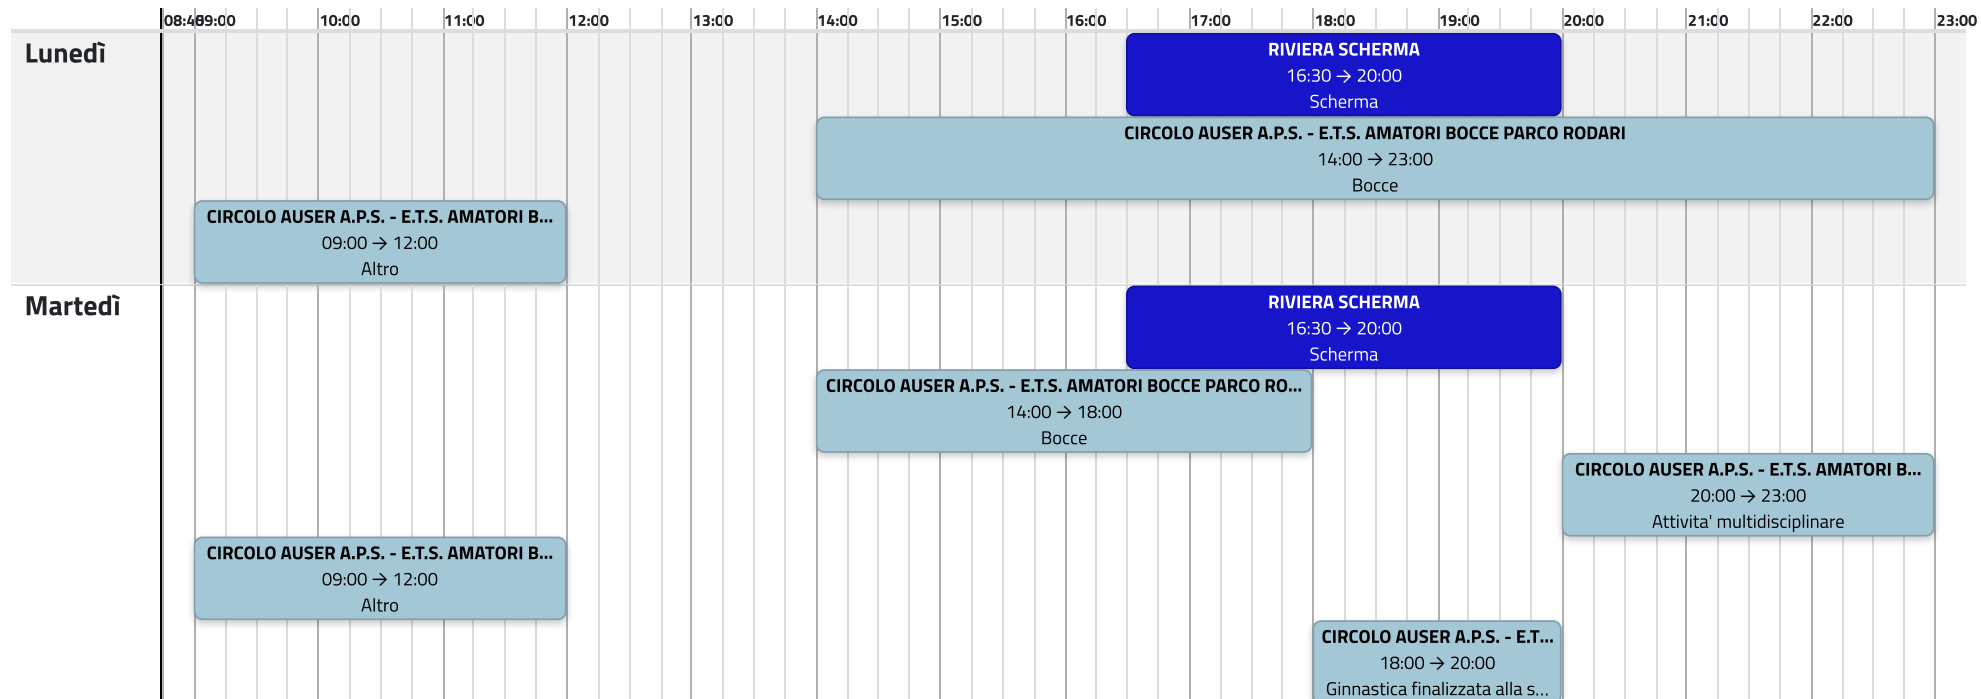 08:45 09:00 10:00 11:00 12:00 13:00 14:00 15:00 16:00 17:00 18:00 19:00 20:00 21:00 22:00 23:00
Lunedì
RIVIERA SCHERMA
16:30 → 20:00
Scherma
CIRCOLO AUSER A.P.S. - E.T.S. AMATORI BOCCE PARCO RODARI
14:00 → 23:00
Bocce
CIRCOLO AUSER A.P.S. - E.T.S. AMATORI B...
09:00 → 12:00
Altro
Martedì
RIVIERA SCHERMA
16:30 → 20:00
Scherma
CIRCOLO AUSER A.P.S. - E.T.S. AMATORI BOCCE PARCO RO...
14:00 → 18:00
Bocce
CIRCOLO AUSER A.P.S. - E.T.S. AMATORI B...
20:00 → 23:00
Attivita' multidisciplinare
CIRCOLO AUSER A.P.S. - E.T.S. AMATORI B...
09:00 → 12:00
Altro
CIRCOLO AUSER A.P.S. - E.T...
18:00 → 20:00
Ginnastica finalizzata alla s...